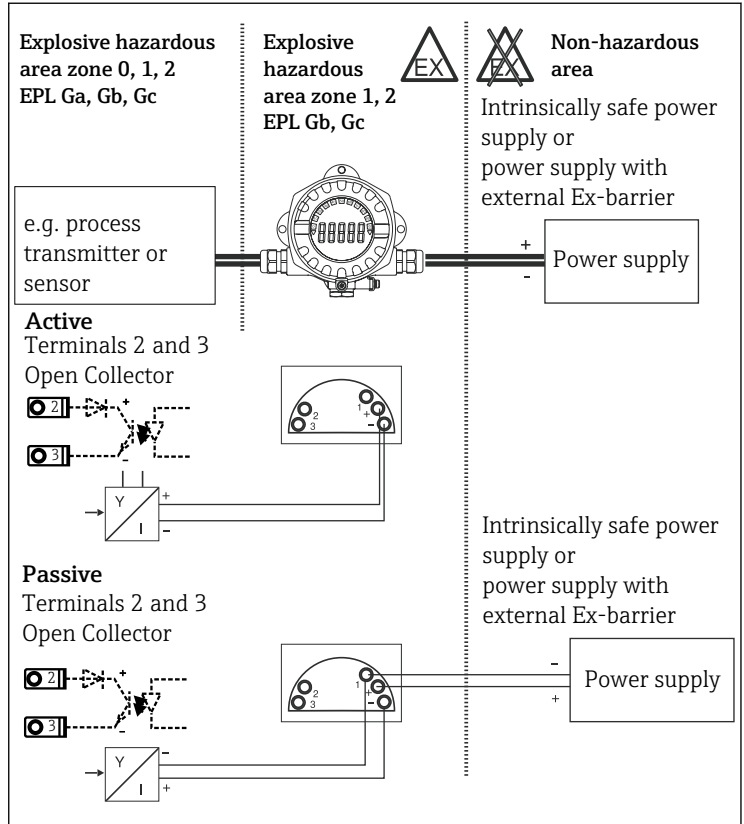 Explosive hazardous
area zone 0, 1, 2
EPL Ga, Gb, Gc
Explosive
hazardous
area zone 1, 2
EPL Gb, Gc
EX
EX
Non-hazardous
area
Intrinsically safe power
supply or
power supply with
external Ex-barrier
e.g. process
transmitter or
sensor
+
Power supply
-
Active
Terminals 2 and 3
Open Collector
2
+
3
-
Y
I
+
-
1
2
+
3
-
Intrinsically safe power
supply or
power supply with
external Ex-barrier
Passive
Terminals 2 and 3
Open Collector
2
+
3
-
Y
I
-
+
1
2
+
3
-
-
Power supply
+